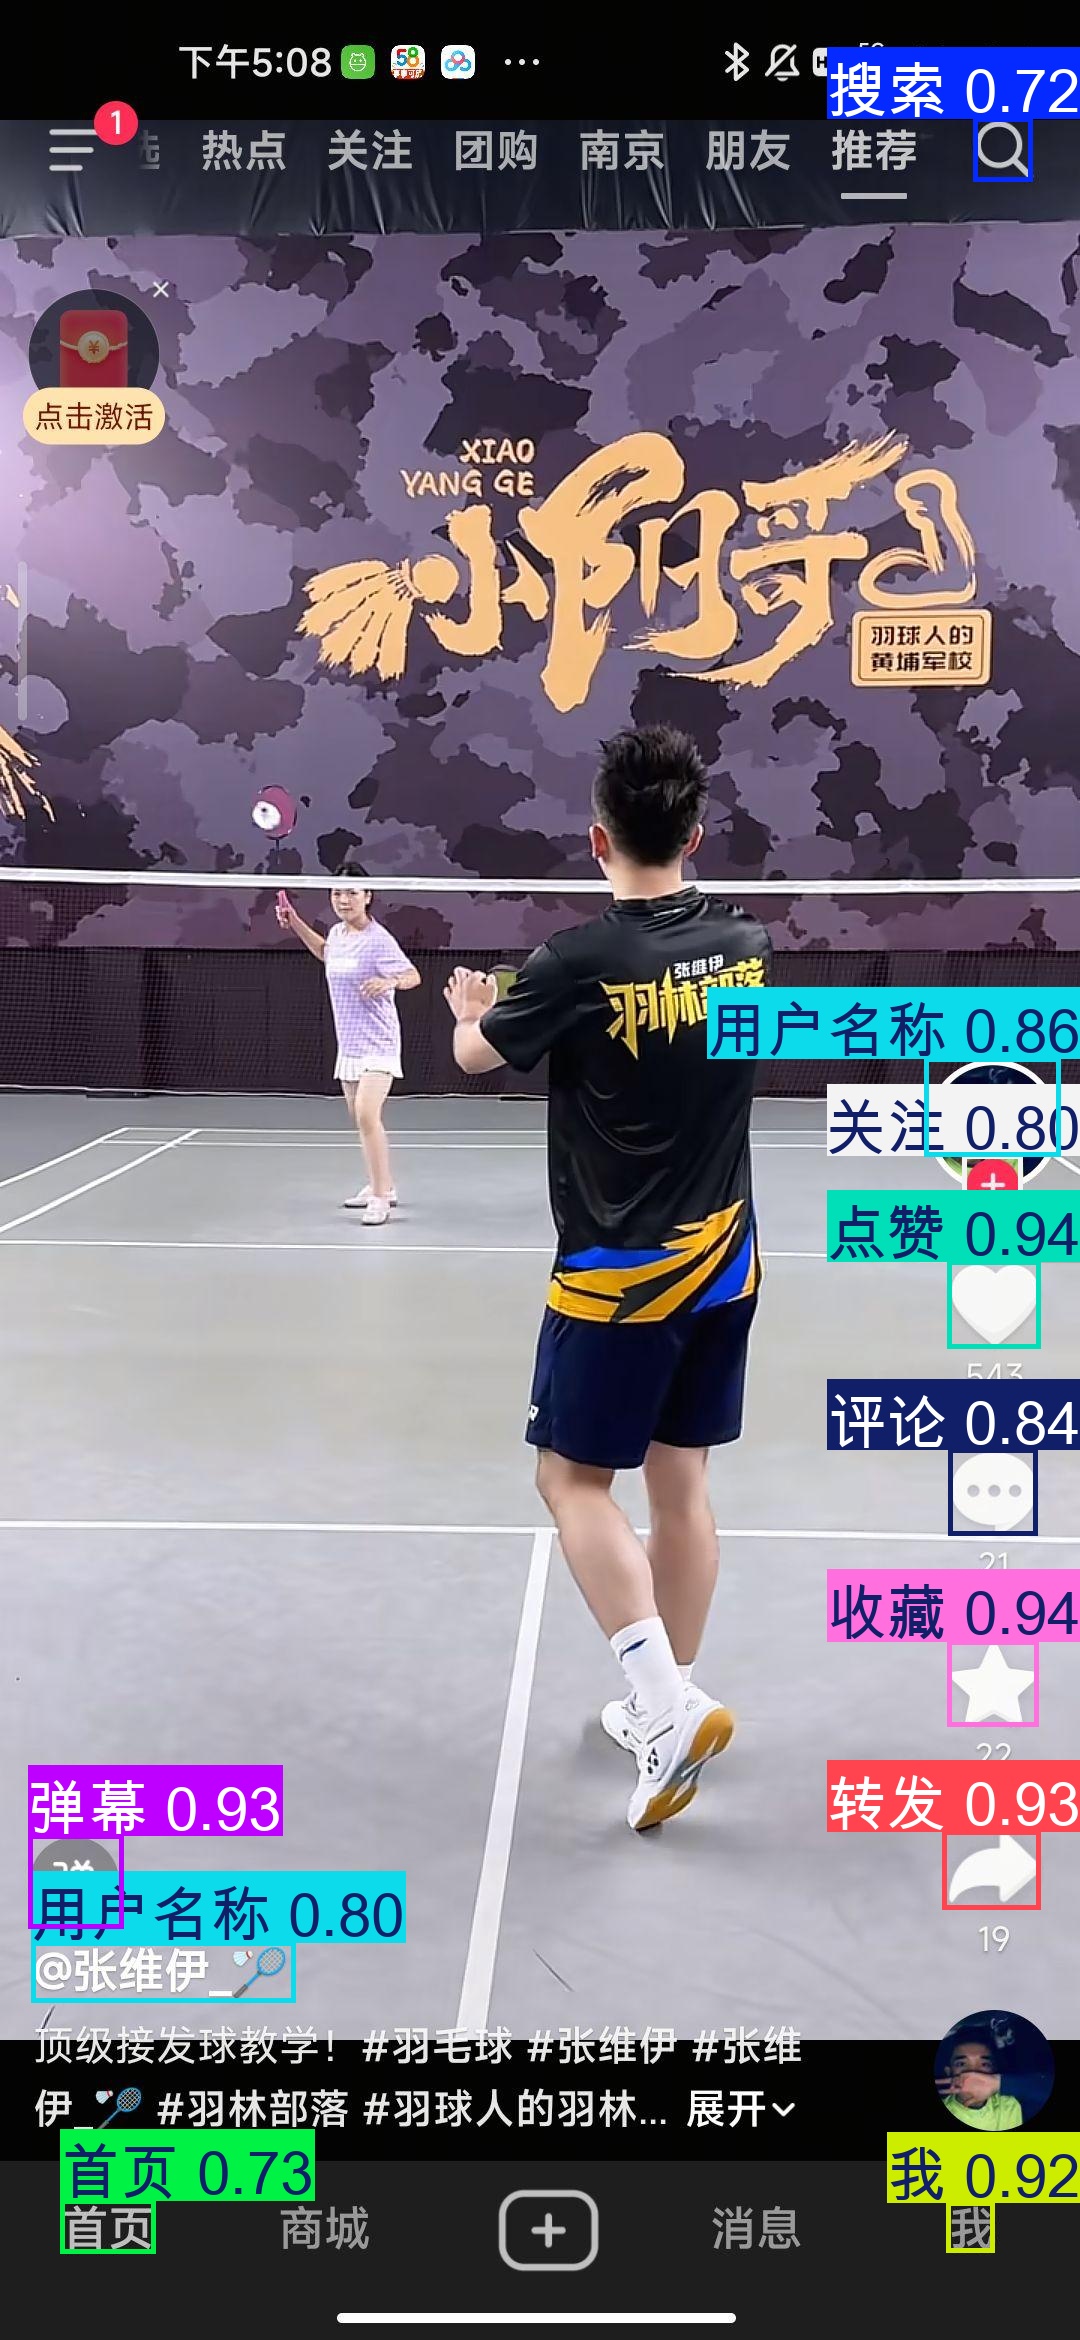 下午5:08 58 ...
搜索 0.72
1
热点 关注 团购 南京 朋友 推荐
点击激活
XIAO
YANG GE
小阳哥
羽球人的
黄埔军校
张维伊
羽林部落
用户名称 0.86
关注 0.80
点赞 0.94
543
评论 0.84
21
收藏 0.94
22
转发 0.93
19
弹幕 0.93
用户名称 0.80
@张维伊_🏸
顶级接发球教学！#羽毛球 #张维伊 #张维
伊_🏸 #羽林部落 #羽球人的羽林... 展开
首页 0.73
我 0.92
首页 商城 消息 我